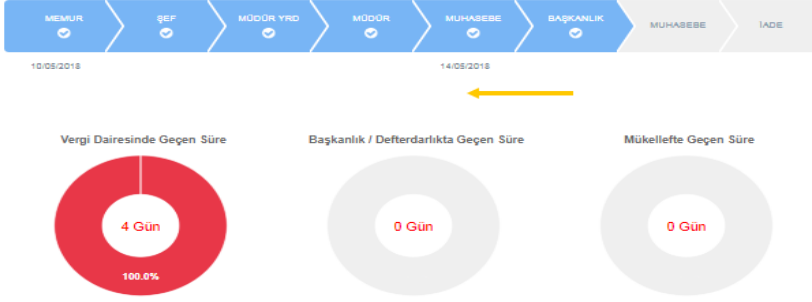 MEMUR ŞEF MÜDÜR YRD MÜDÜR MUHASEBE BAŞKANLIK MUHASEBE İADE
10/05/2018 14/05/2018
Vergi Dairesinde Geçen Süre Başkanlık / Defterdarlıkta Geçen Süre Mükellefte Geçen Süre
4 Gün 0 Gün 0 Gün
100.0%